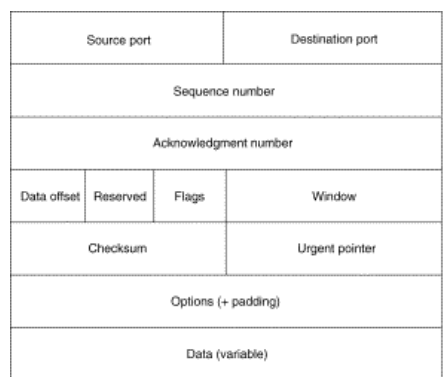 Source port Destination port
Sequence number
Acknowledgment number
Data offset Reserved Flags Window
Checksum Urgent pointer
Options (+ padding)
Data (variable)